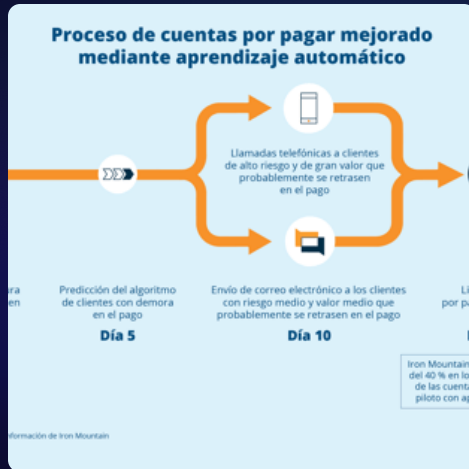 Proceso de cuentas por pagar mejorado
mediante aprendizaje automático
Llamadas telefónicas a clientes
de alto riesgo y de gran valor que
probablemente se retrasen
en el pago
Predicción del algoritmo
de clientes con demora
en el pago
Día 5
Envío de correo electrónico a los clientes
con riesgo medio y valor medio que
probablemente se retrasen en el pago
Día 10
por
Iron Mountain
del 40 % en
de las
piloto con
de Iron Mountain